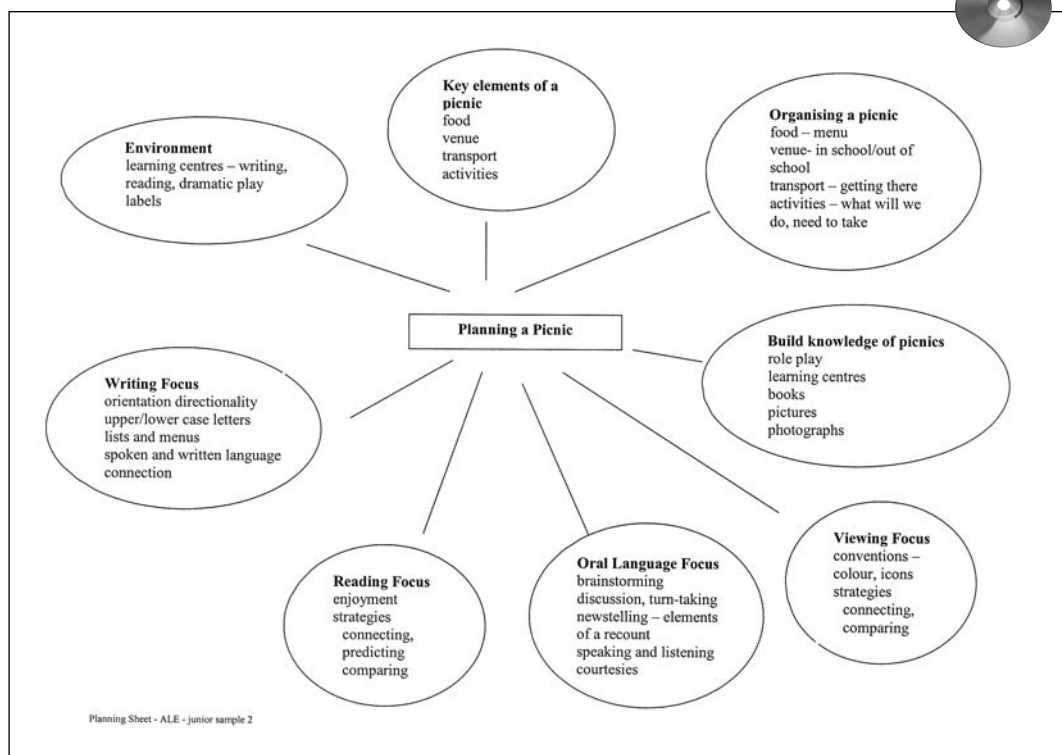 Key elements of a
picnic
food
venue
transport
activities
Organising a picnic
food – menu
venue- in school/out of
school
transport – getting there
activities – what will we
do, need to take
Environment
learning centres – writing,
reading, dramatic play
labels
Planning a Picnic
Build knowledge of picnics
role play
learning centres
books
pictures
photographs
Writing Focus
orientation directionality
upper/lower case letters
lists and menus
spoken and written language
connection
Viewing Focus
conventions –
colour, icons
strategies
connecting,
comparing
Oral Language Focus
brainstorming
discussion, turn-taking
newstelling – elements
of a recount
speaking and listening
courtesies
Reading Focus
enjoyment
strategies
connecting,
predicting
comparing
Planning Sheet - ALE - junior sample 2